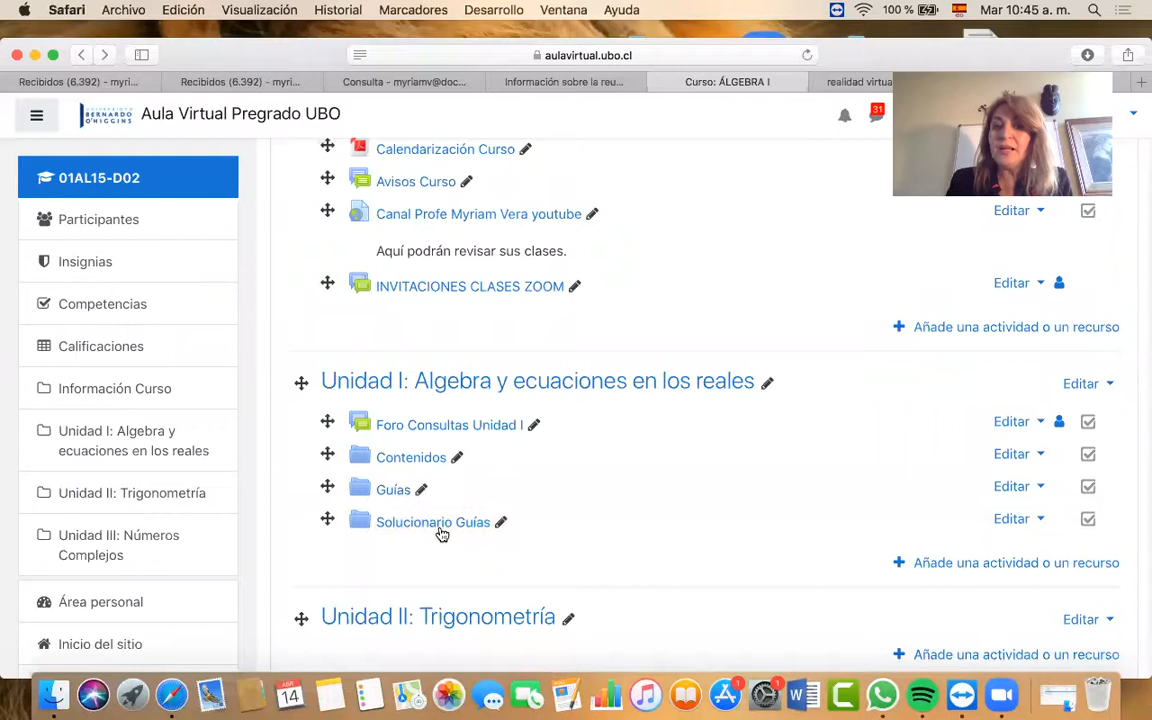 Safari Archivo Edición Visualización Historial Marcadores Desarrollo Ventana Ayuda 100 % Mar 10:45 a. m.
aulavirtual.ubo.cl
Recibidos (6.392) - myri... Recibidos (6.392) - myri... Consulta - myriamv@doc... Información sobre la reu... Curso: ÁLGEBRA I realidad virtua
UNIVERSIDAD BERNARDO O'HIGGINS Aula Virtual Pregrado UBO 31
01AL15-D02
Participantes
Insignias
Competencias
Calificaciones
Información Curso
Unidad I: Algebra y
ecuaciones en los reales
Unidad II: Trigonometría
Unidad III: Números
Complejos
Área personal
Inicio del sitio
Calendarización Curso
Avisos Curso
Canal Profe Myriam Vera youtube Editar
Aquí podrán revisar sus clases.
INVITACIONES CLASES ZOOM Editar
Añade una actividad o un recurso
Unidad I: Algebra y ecuaciones en los reales Editar
Foro Consultas Unidad I Editar
Contenidos Editar
Guías Editar
Solucionario Guías Editar
Añade una actividad o un recurso
Unidad II: Trigonometría Editar
Añade una actividad o un recurso
ABR
14
1
1